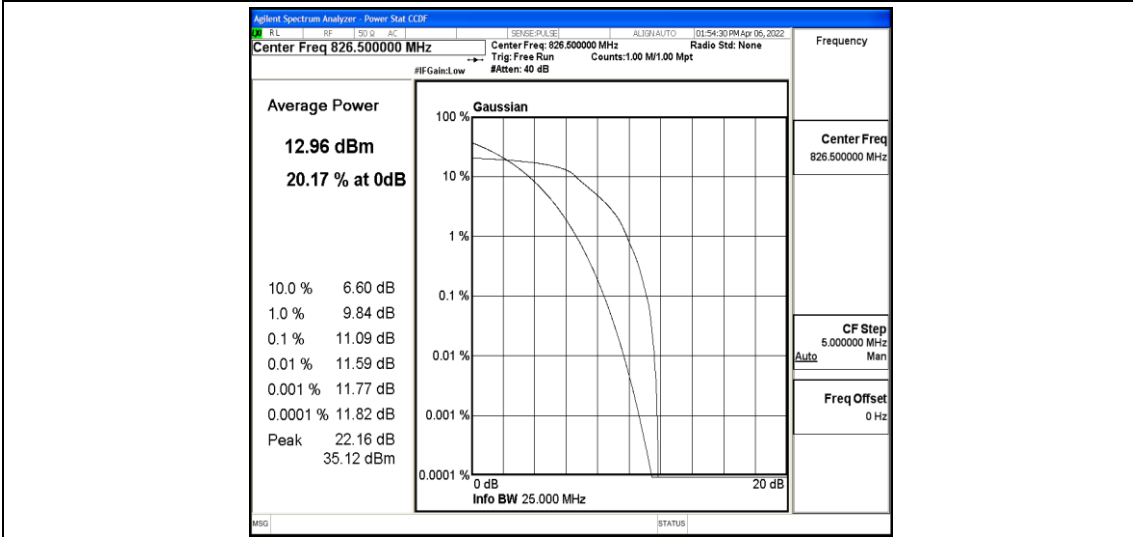 Agilent Spectrum Analyzer - Power Stat CCDF
RL RF 50 Ω AC SENSE:PULSE ALIGN AUTO 01:54:30 PM Apr 06, 2022
Center Freq 826.500000 MHz
Center Freq: 826.500000 MHz Radio Std: None
Trig: Free Run Counts:1.00 M/1.00 Mpt
#IFGain:Low #Atten: 40 dB
Frequency
Average Power
12.96 dBm
20.17 % at 0dB
10.0 % 6.60 dB
1.0 % 9.84 dB
0.1 % 11.09 dB
0.01 % 11.59 dB
0.001 % 11.77 dB
0.0001 % 11.82 dB
Peak 22.16 dB
35.12 dBm
Gaussian
100 %
10 %
1 %
0.1 %
0.01 %
0.001 %
0.0001 %
0 dB 20 dB
Info BW 25.000 MHz
Center Freq
826.500000 MHz
CF Step
5.000000 MHz
Auto Man
Freq Offset
0 Hz
MSG STATUS